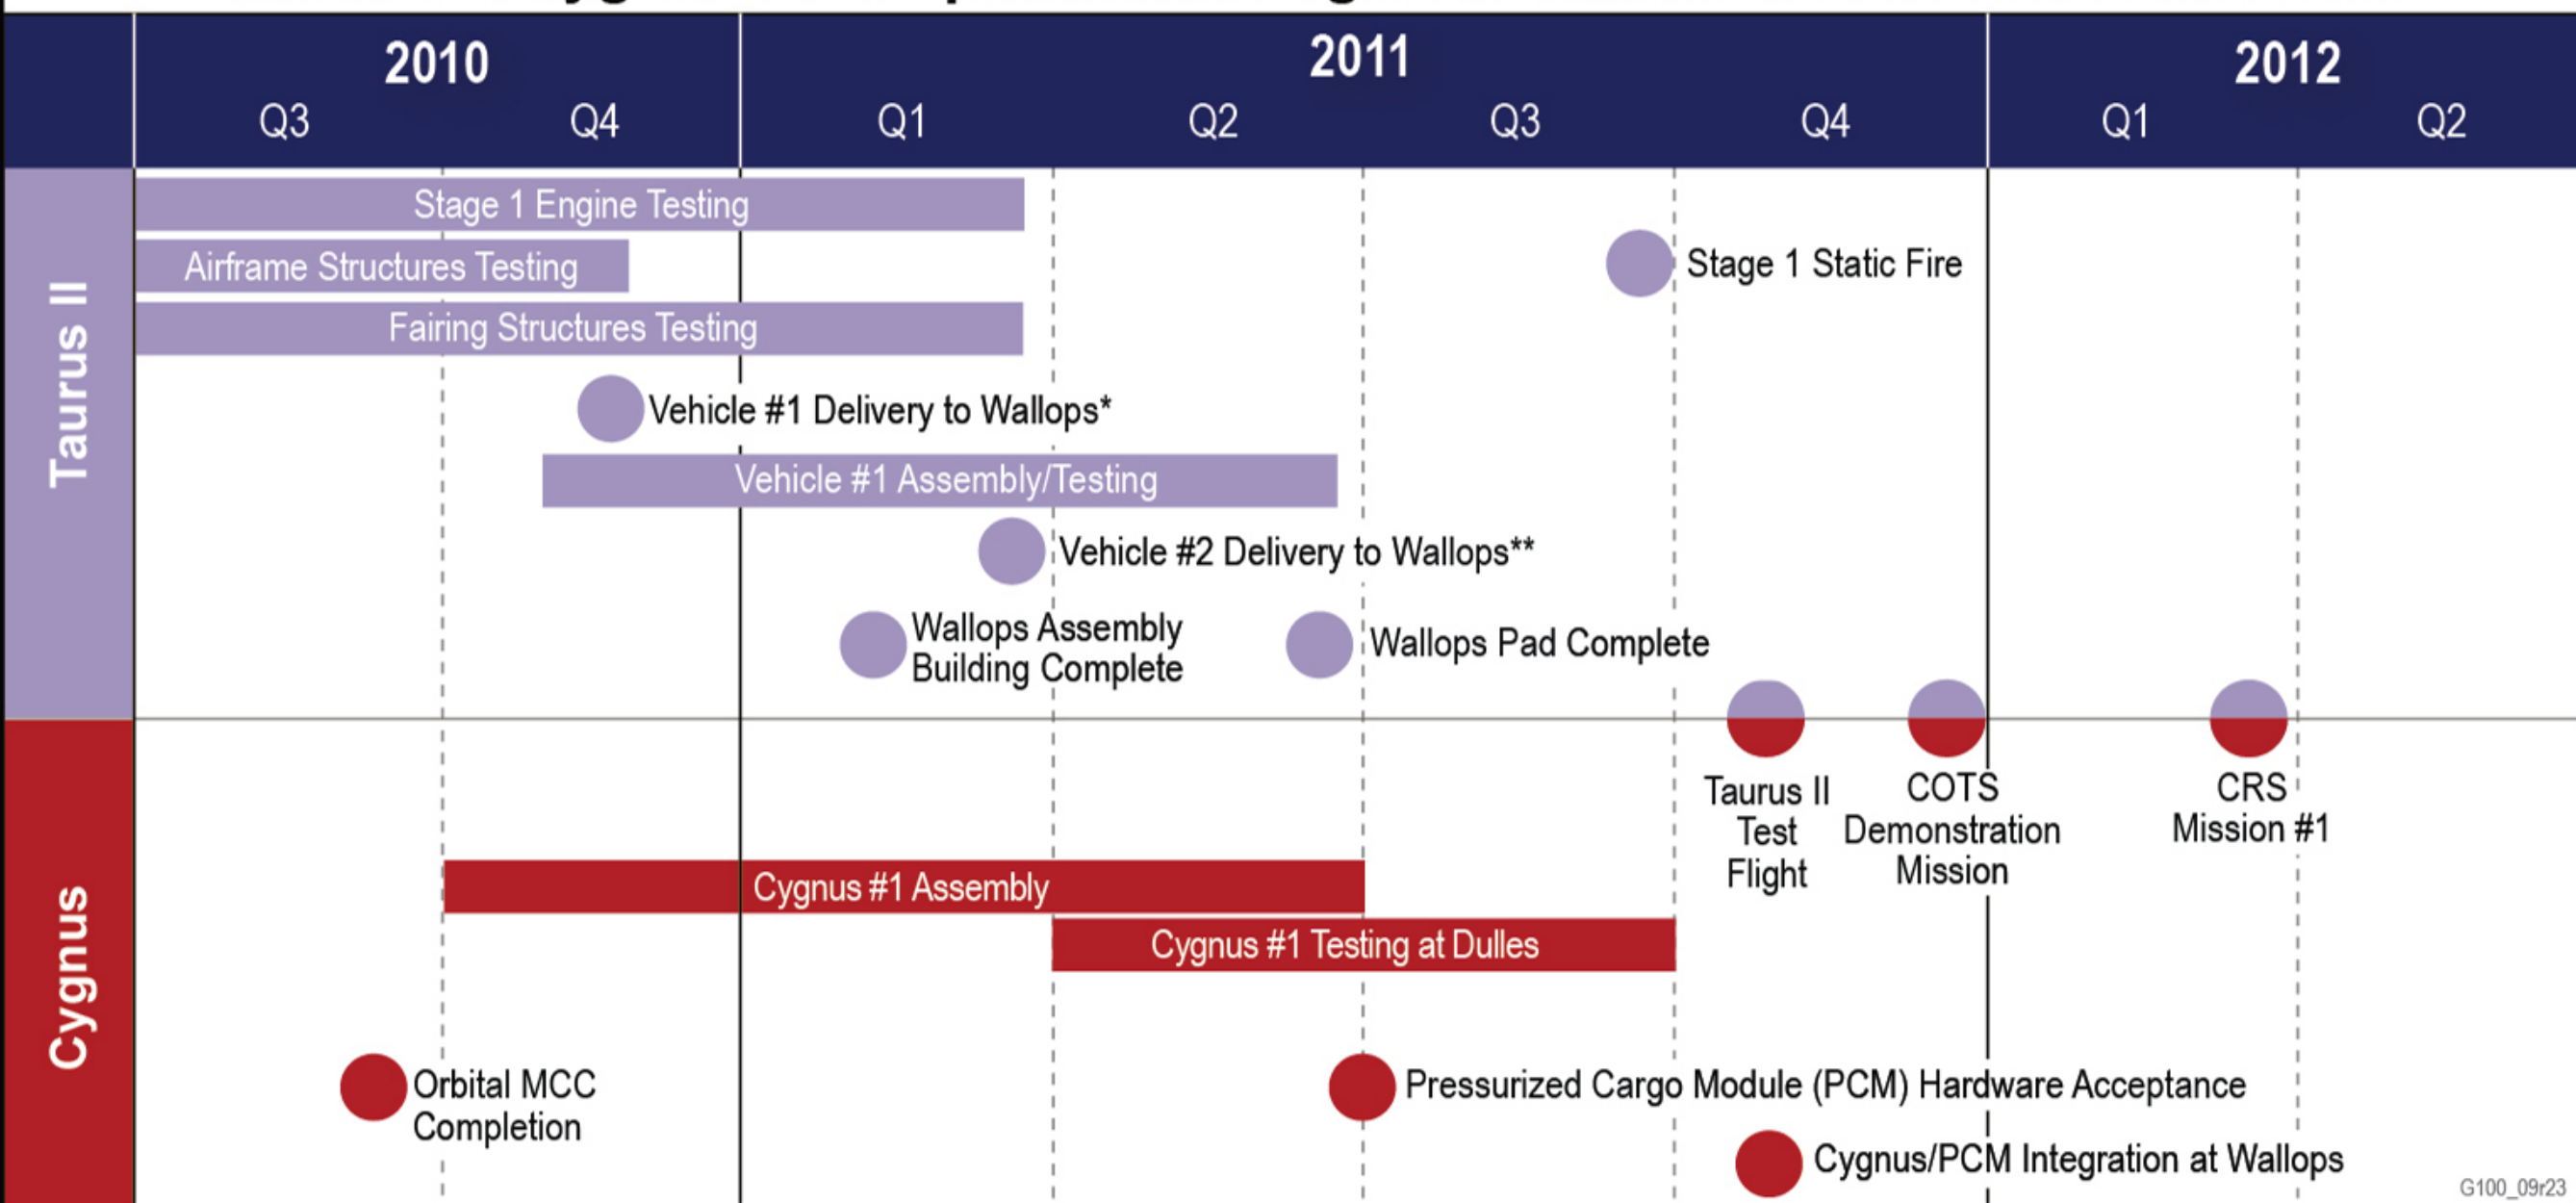 2010
2011
2012
Q3
Q4
Q1
Q2
Q3
Q4
Q1
Q2
Taurus II
Stage 1 Engine Testing
Airframe Structures Testing
Stage 1 Static Fire
Fairing Structures Testing
Vehicle #1 Delivery to Wallops*
Vehicle #1 Assembly/Testing
Vehicle #2 Delivery to Wallops**
Wallops Assembly
Building Complete
Wallops Pad Complete
Taurus II
Test
Flight
COTS
Demonstration
Mission
CRS
Mission #1
Cygnus
Cygnus #1 Assembly
Cygnus #1 Testing at Dulles
Orbital MCC
Completion
Pressurized Cargo Module (PCM) Hardware Acceptance
Cygnus/PCM Integration at Wallops
G100_09r23